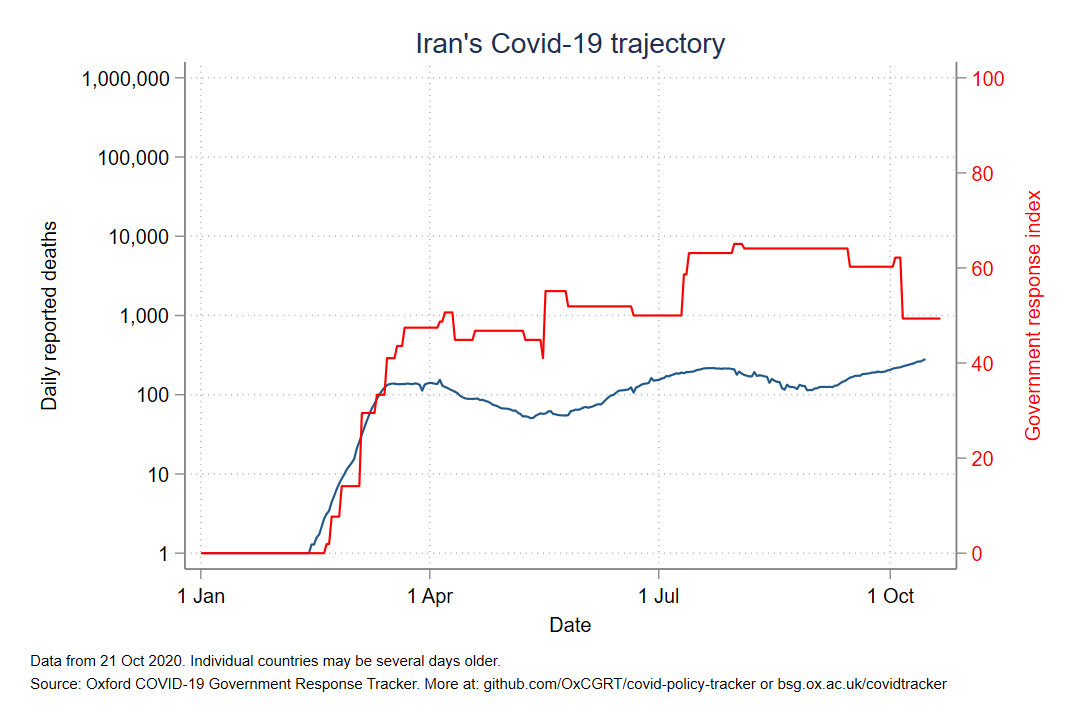 Iran's Covid-19 trajectory
1,000,000
100,000
10,000
1,000
100
10
1
Daily reported deaths
100
80
60
40
20
0
Government response index
1 Jan
1 Apr
1 Jul
1 Oct
Date
Data from 21 Oct 2020. Individual countries may be several days older.
Source: Oxford COVID-19 Government Response Tracker. More at: github.com/OxCGRT/covid-policy-tracker or bsg.ox.ac.uk/covidtracker